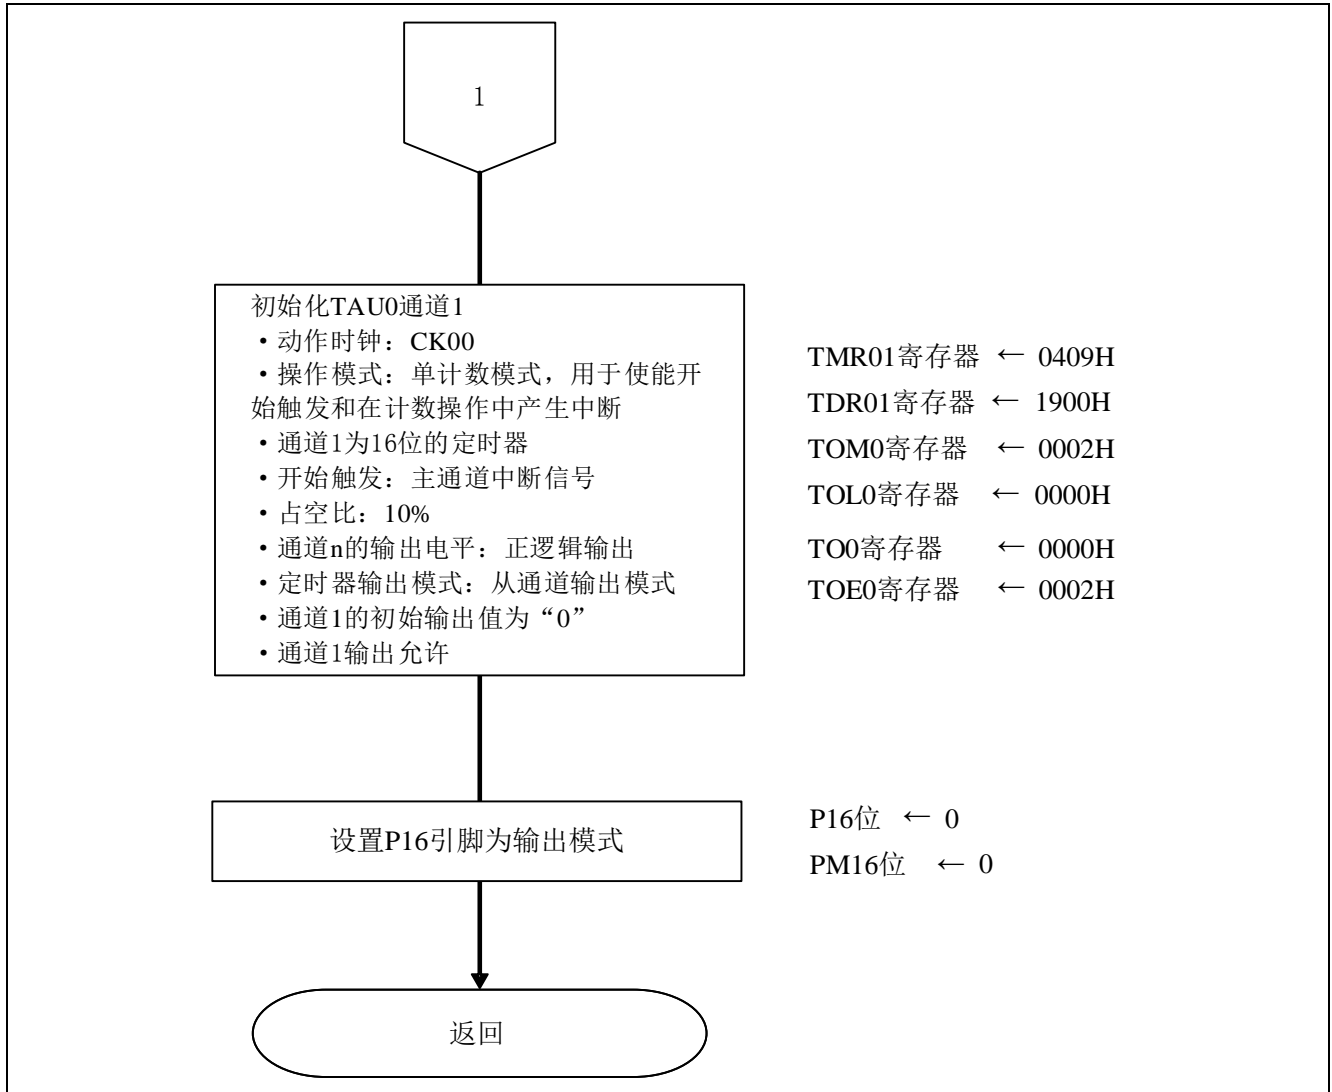 1
初始化TAU0通道1
・动作时钟：CK00
・操作模式：单计数模式，用于使能开
始触发和在计数操作中产生中断
・通道1为16位的定时器
・开始触发：主通道中断信号
・占空比：10%
・通道n的输出电平：正逻辑输出
・定时器输出模式：从通道输出模式
・通道1的初始输出值为“0”
・通道1输出允许
TMR01寄存器 ← 0409H
TDR01寄存器 ← 1900H
TOM0寄存器 ← 0002H
TOL0寄存器 ← 0000H
TO0寄存器 ← 0000H
TOE0寄存器 ← 0002H
设置P16引脚为输出模式
P16位 ← 0
PM16位 ← 0
返回